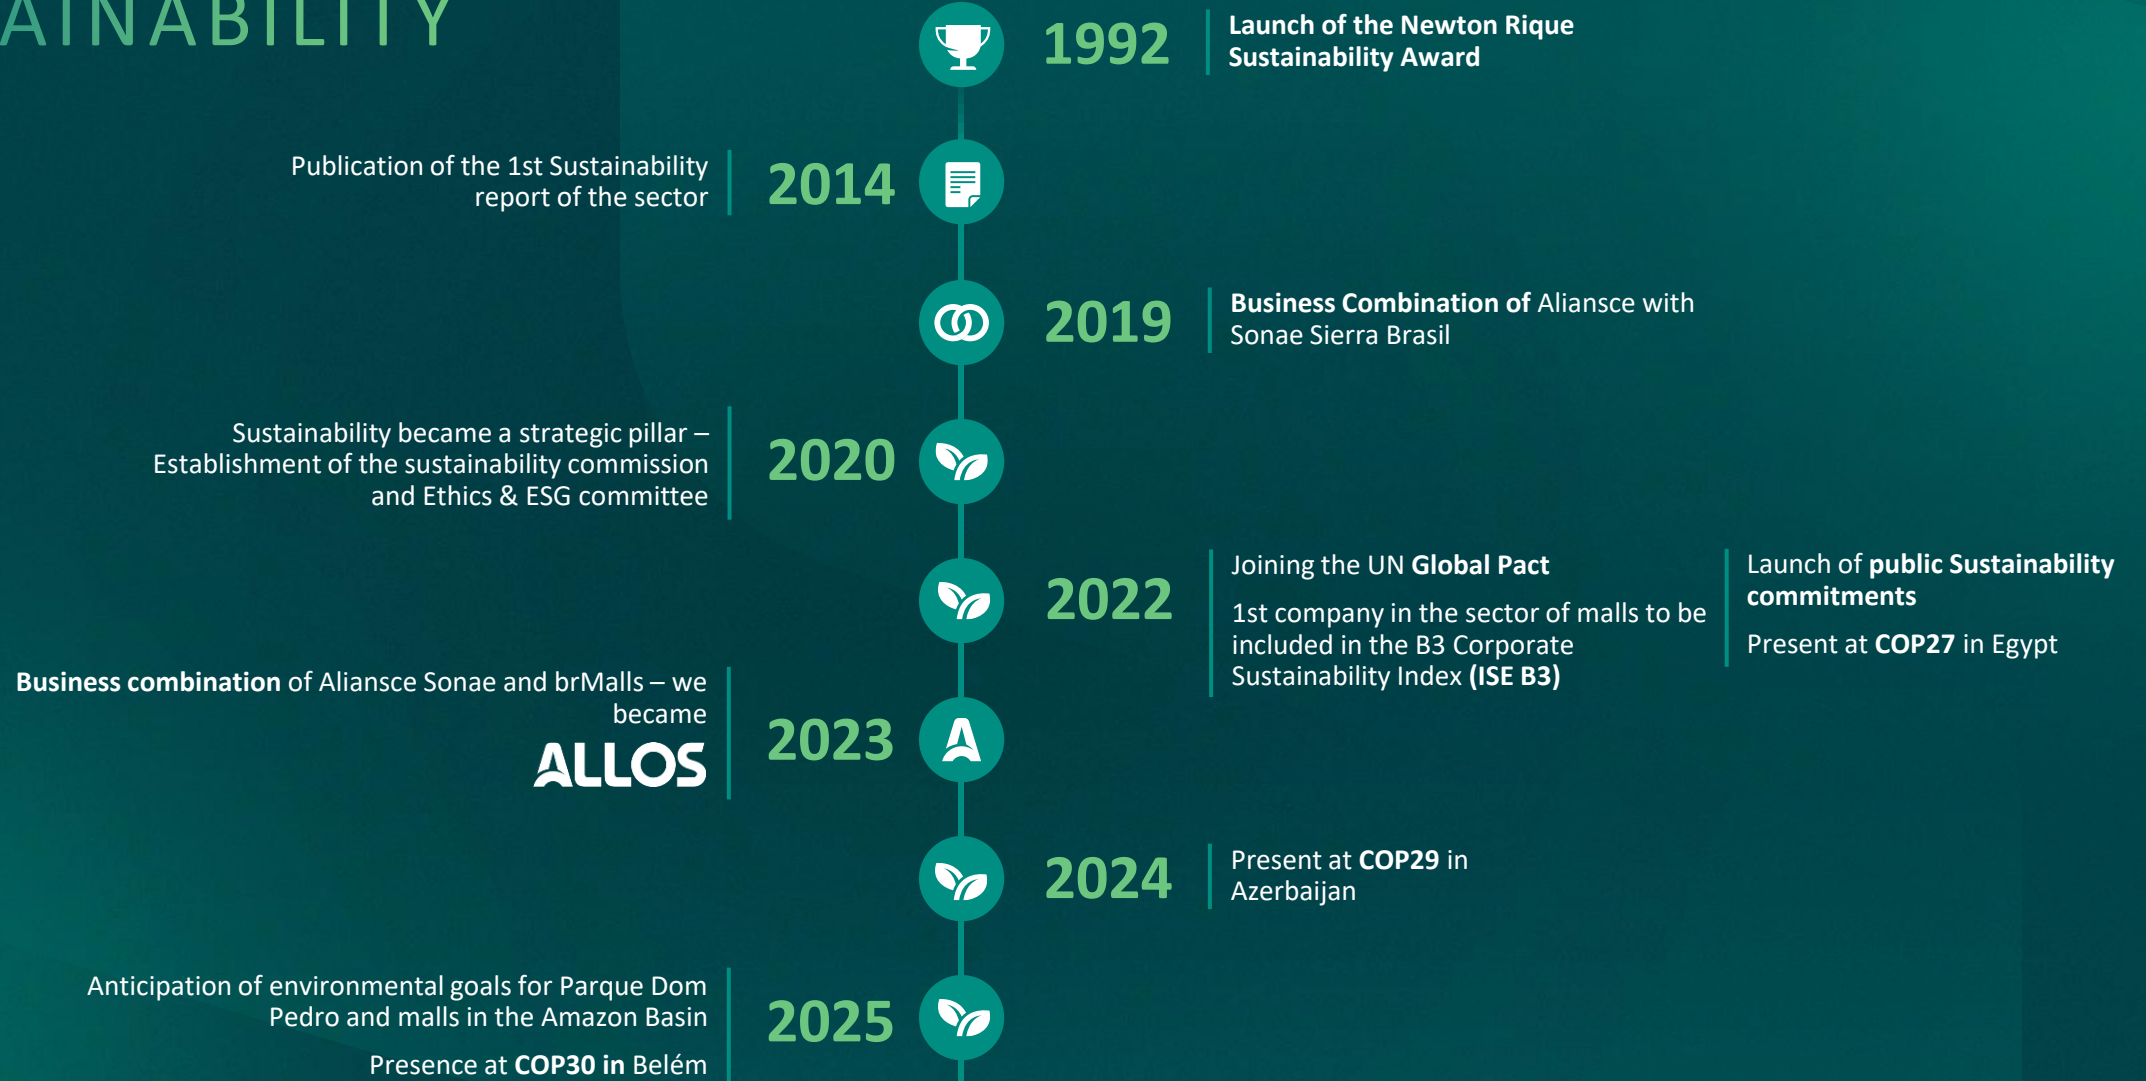 AINABILITY
1992
Launch of the Newton Rique
Sustainability Award
Publication of the 1st Sustainability
report of the sector
2014
2019
Business Combination of Aliansce with
Sonae Sierra Brasil
Sustainability became a strategic pillar –
Establishment of the sustainability commission
and Ethics & ESG committee
2020
2022
Joining the UN Global Pact
1st company in the sector of malls to be
included in the B3 Corporate
Sustainability Index (ISE B3)
Launch of public Sustainability
commitments
Present at COP27 in Egypt
Business combination of Aliansce Sonae and brMalls – we
became
ALLOS
2023
A
2024
Present at COP29 in
Azerbaijan
Anticipation of environmental goals for Parque Dom
Pedro and malls in the Amazon Basin
Presence at COP30 in Belém
2025